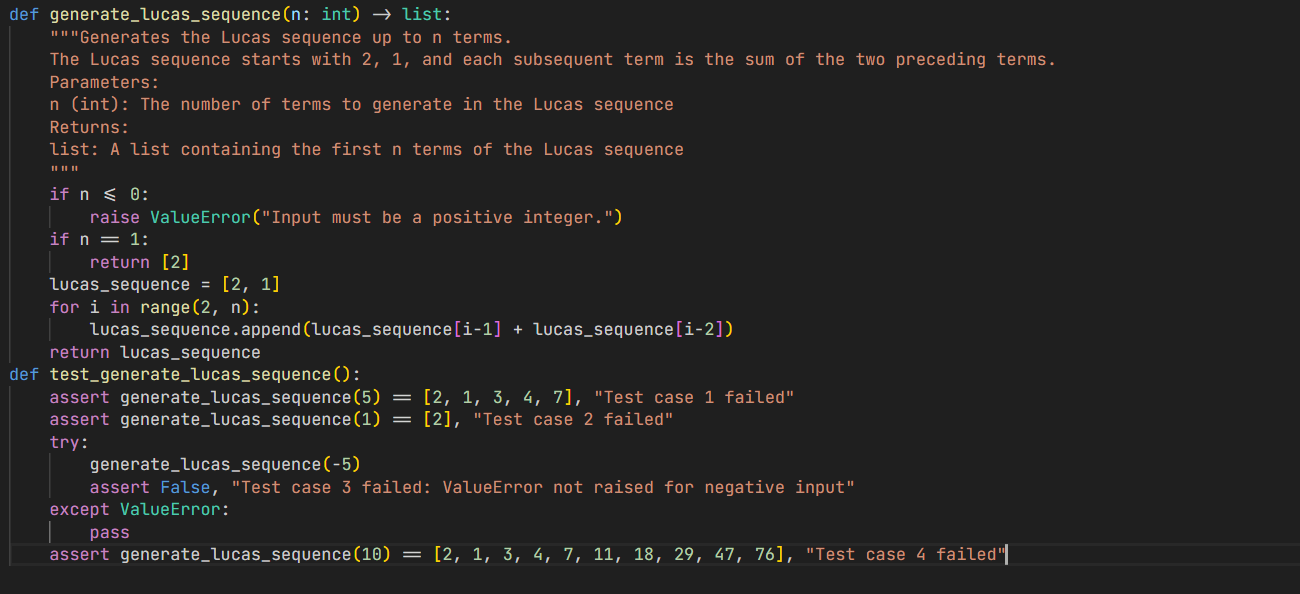 def generate_lucas_sequence(n: int) -> list:
    """Generates the Lucas sequence up to n terms.
    The Lucas sequence starts with 2, 1, and each subsequent term is the sum of the two preceding terms.
    Parameters:
    n (int): The number of terms to generate in the Lucas sequence
    Returns:
    list: A list containing the first n terms of the Lucas sequence
    """
    if n <= 0:
        raise ValueError("Input must be a positive integer.")
    if n == 1:
        return [2]
    lucas_sequence = [2, 1]
    for i in range(2, n):
        lucas_sequence.append(lucas_sequence[i-1] + lucas_sequence[i-2])
    return lucas_sequence
def test_generate_lucas_sequence():
    assert generate_lucas_sequence(5) == [2, 1, 3, 4, 7], "Test case 1 failed"
    assert generate_lucas_sequence(1) == [2], "Test case 2 failed"
    try:
        generate_lucas_sequence(-5)
        assert False, "Test case 3 failed: ValueError not raised for negative input"
    except ValueError:
        pass
    assert generate_lucas_sequence(10) == [2, 1, 3, 4, 7, 11, 18, 29, 47, 76], "Test case 4 failed"